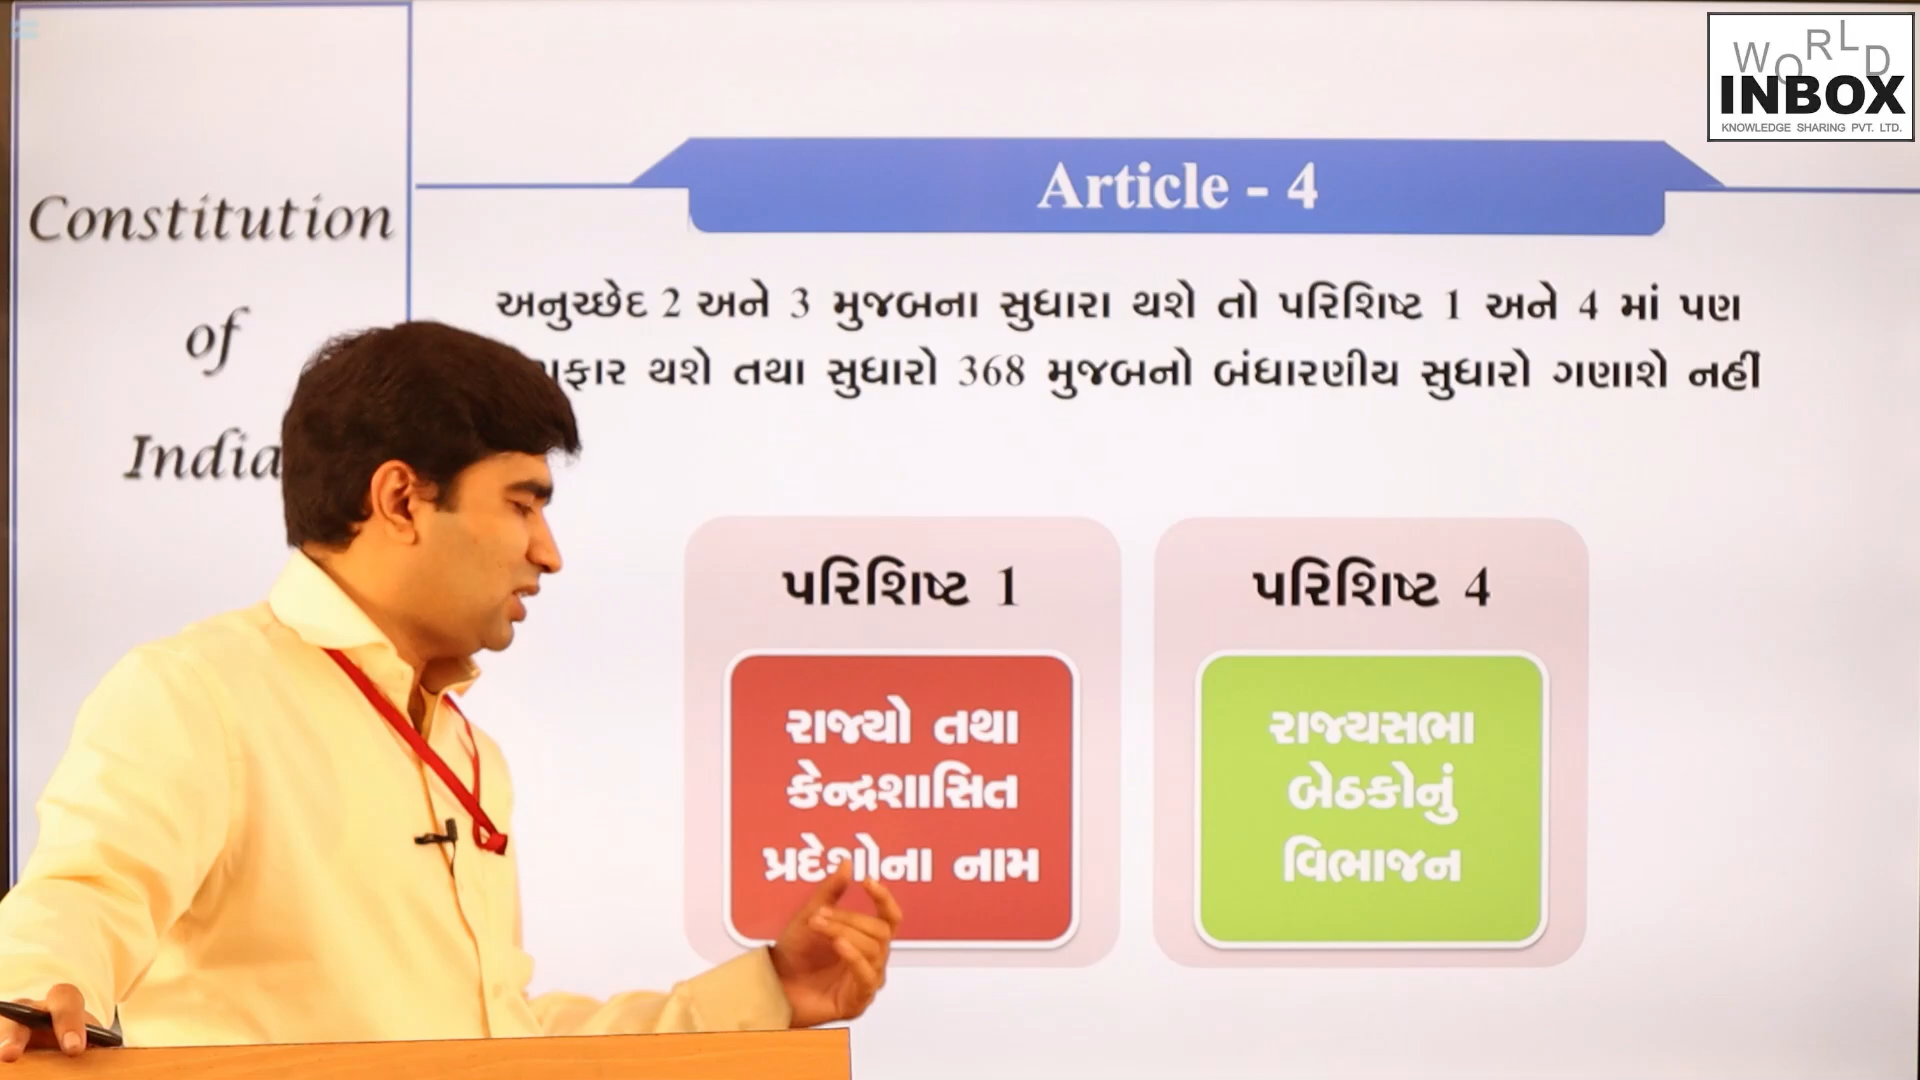 WORLD
INBOX
KNOWLEDGE SHARING PVT. LTD.
Constitution
of
India
Article - 4
અનુચ્છેદ 2 અને 3 મુજબના સુધારા થશે તો પરિશિષ્ટ 1 અને 4 માં પણ
થશે તથા સુધારો 368 મુજબનો બંધારણીય સુધારો ગણાશે નહીં
પરિશિષ્ટ 1
રાજ્યો તથા
કેન્દ્રશાસિત
પ્રદેશોના નામ
પરિશિષ્ટ 4
રાજ્યસભા
બેઠકોનું
વિભાજન